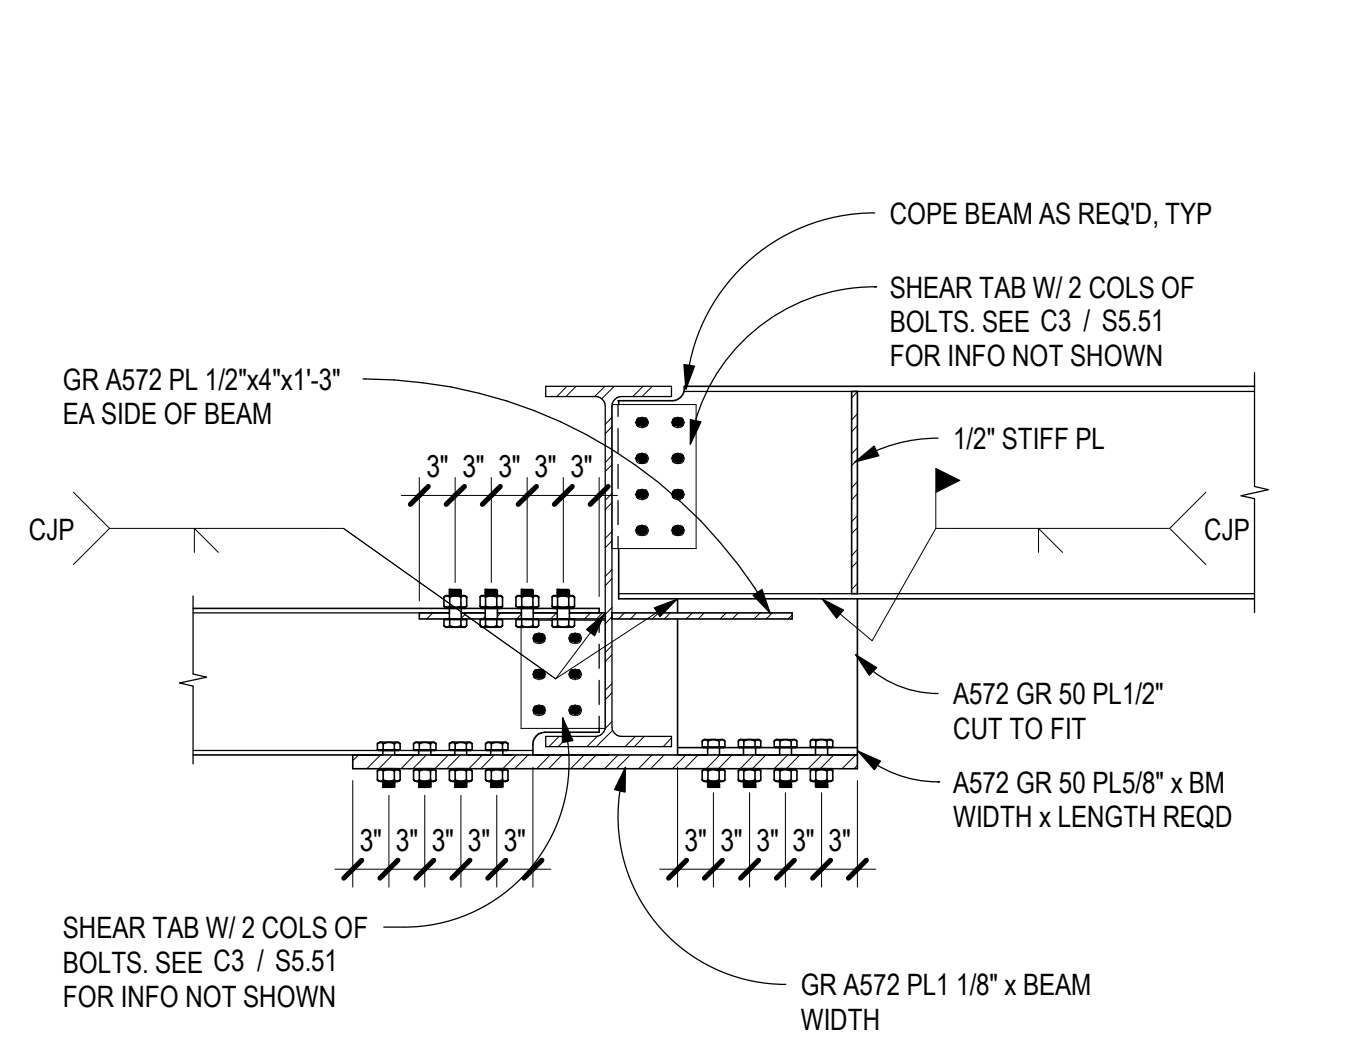 COPE BEAM AS REQ'D, TYP
SHEAR TAB W/ 2 COLS OF
BOLTS. SEE C3 / S5.51
FOR INFO NOT SHOWN
GR A572 PL 1/2"x4"x1'-3"
EA SIDE OF BEAM
1/2" STIFF PL
3" 3" 3" 3" 3"
CJP
CJP
A572 GR 50 PL1/2"
CUT TO FIT
A572 GR 50 PL5/8" x BM
WIDTH x LENGTH REQD
3" 3" 3" 3" 3"
3" 3" 3" 3" 3"
SHEAR TAB W/ 2 COLS OF
BOLTS. SEE C3 / S5.51
FOR INFO NOT SHOWN
GR A572 PL1 1/8" x BEAM
WIDTH